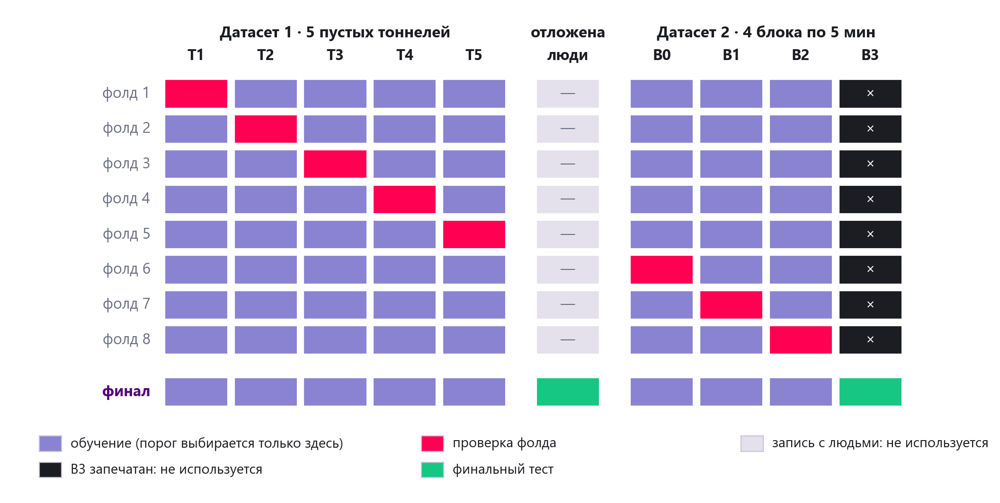 Датасет 1 · 5 пустых тоннелей отложена Датасет 2 · 4 блока по 5 мин
T1 T2 T3 T4 T5 люди B0 B1 B2 B3
фолд 1 — ×
фолд 2 — ×
фолд 3 — ×
фолд 4 — ×
фолд 5 — ×
фолд 6 — ×
фолд 7 — ×
фолд 8 — ×
финал
обучение (порог выбирается только здесь) проверка фолда запись с людьми: не используется
B3 запечатан: не используется финальный тест